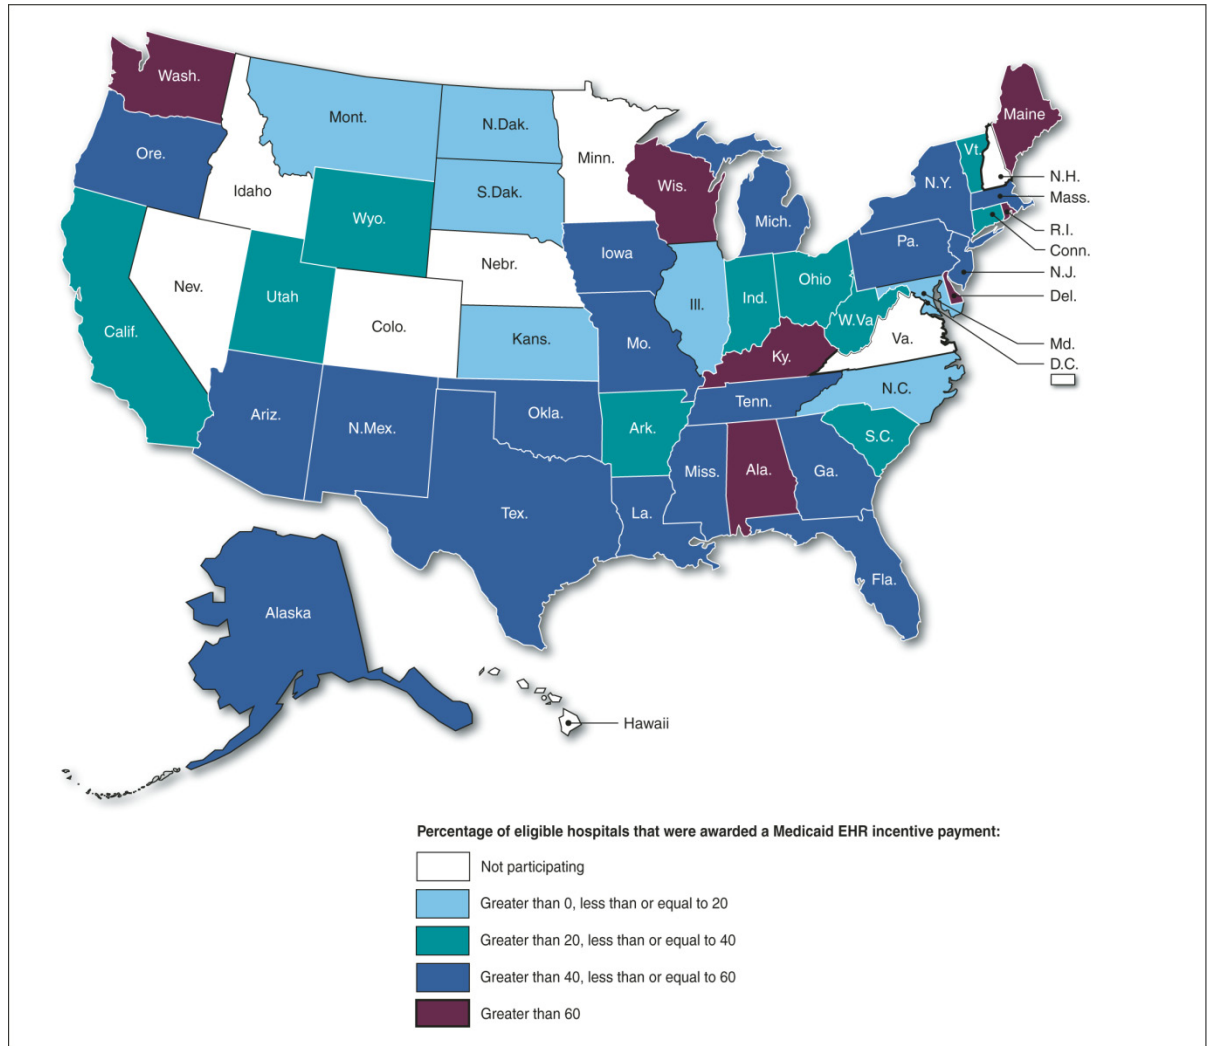 Wash.
Maine
Mont.
N.Dak.
Minn.
Vt.
Ore.
N.H.
Idaho
S.Dak.
Wis.
N.Y.
Mass.
Wyo.
Mich.
R.I.
Conn.
Iowa
Pa.
Nebr.
N.J.
Nev.
Utah
Ill.
Ind.
Ohio
Del.
Calif.
Colo.
Kans.
Mo.
W.Va
Va.
Md.
Ky.
D.C.
N.C.
Tenn.
Ariz.
N.Mex.
Okla.
Ark.
S.C.
Miss.
Ala.
Ga.
Tex.
La.
Fla.
Alaska
Hawaii
Percentage of eligible hospitals that were awarded a Medicaid EHR incentive payment:
Not participating
Greater than 0, less than or equal to 20
Greater than 20, less than or equal to 40
Greater than 40, less than or equal to 60
Greater than 60